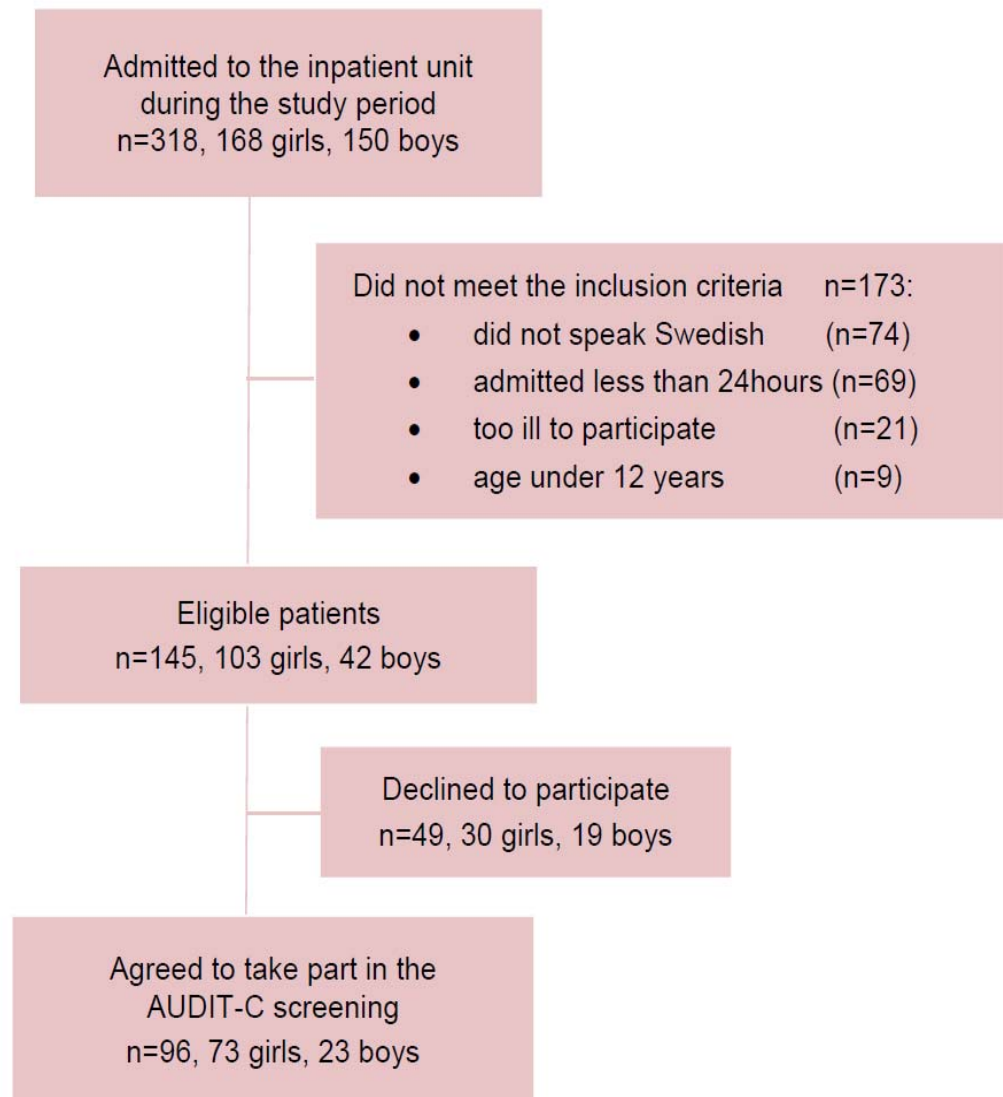 Admitted to the inpatient unit
during the study period
n=318, 168 girls, 150 boys
Did not meet the inclusion criteria n=173:
• did not speak Swedish (n=74)
• admitted less than 24hours (n=69)
• too ill to participate (n=21)
• age under 12 years (n=9)
Eligible patients
n=145, 103 girls, 42 boys
Declined to participate
n=49, 30 girls, 19 boys
Agreed to take part in the
AUDIT-C screening
n=96, 73 girls, 23 boys